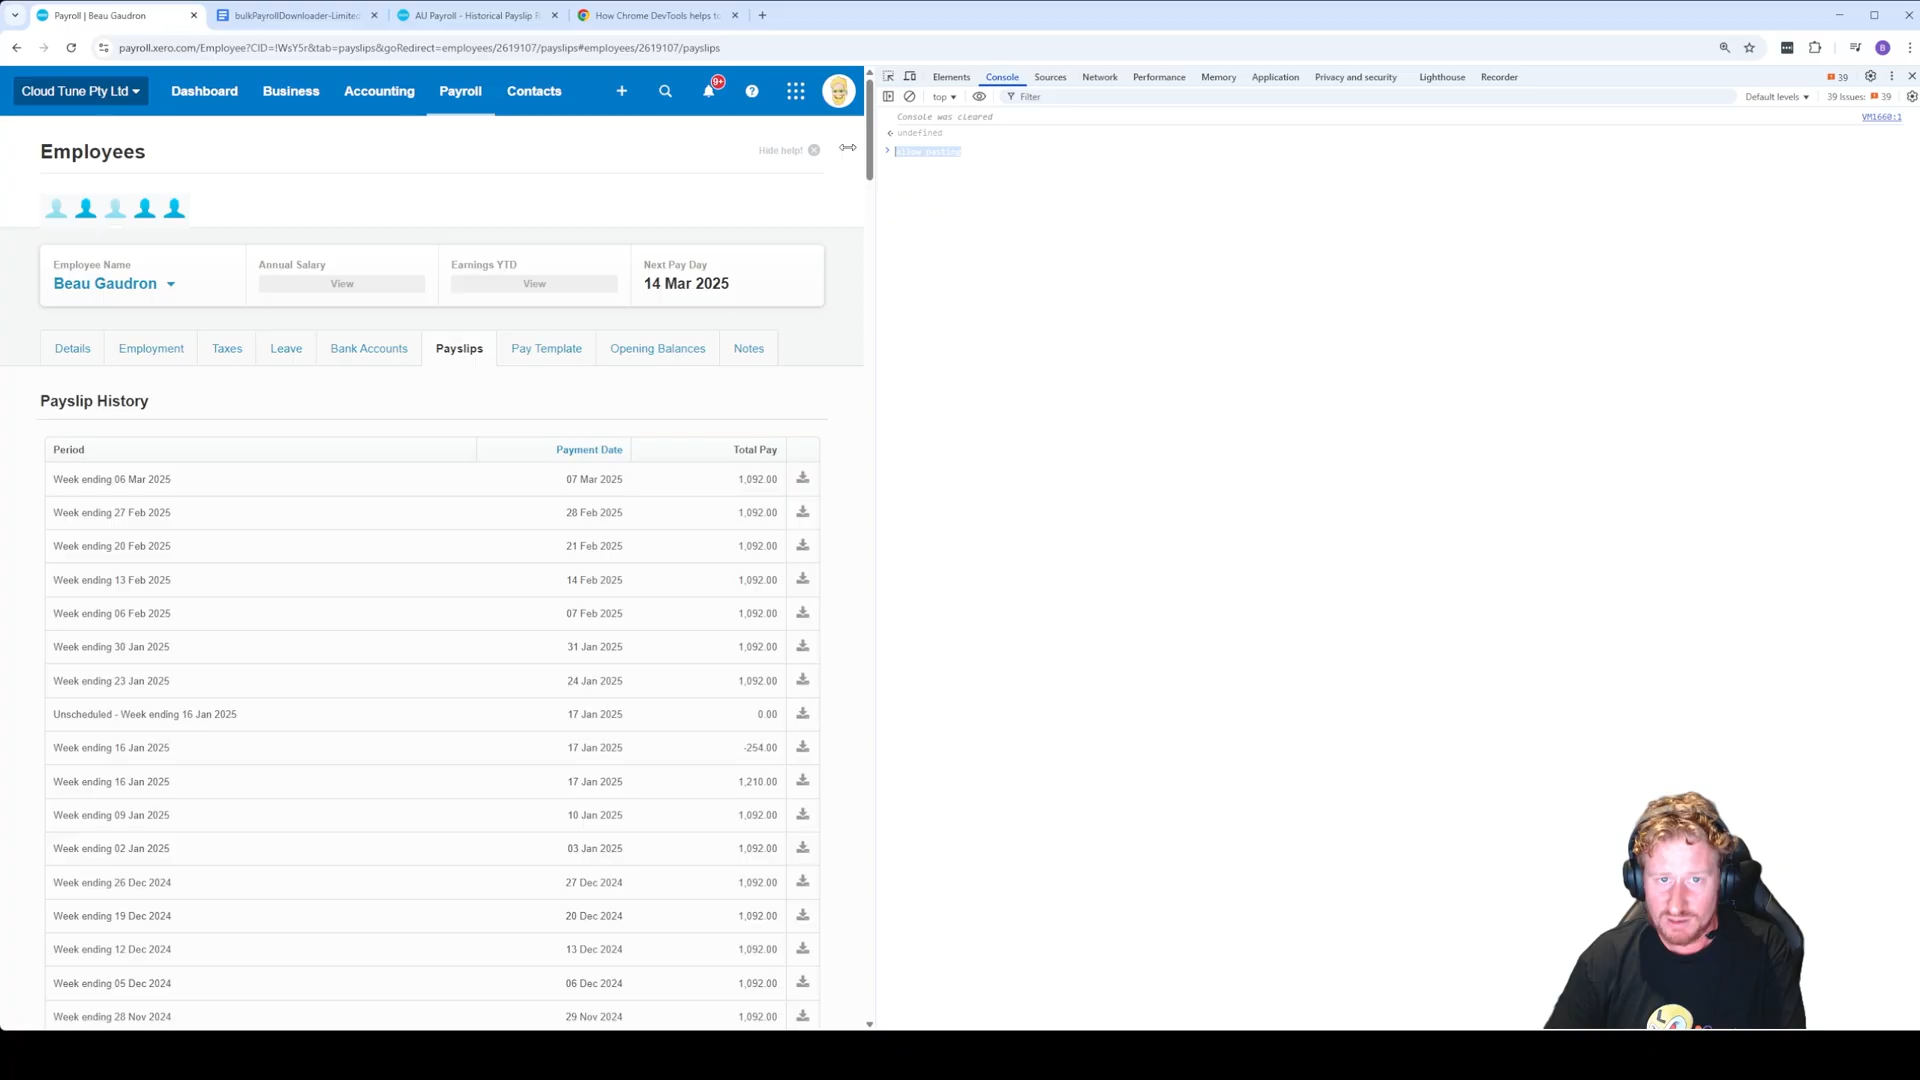 Payroll | Beau Gaudron
bulkPayrollDownloader-Limited
AU Payroll - Historical Payslip R
How Chrome DevTools helps to
payroll.xero.com/Employee?CID=!WsY5r&tab=payslips&goRedirect=employees/2619107/payslips#employees/2619107/payslips
B
Cloud Tune Pty Ltd
Dashboard
Business
Accounting
Payroll
Contacts
9+
Elements
Console
Sources
Network
Performance
Memory
Application
Privacy and security
Lighthouse
Recorder
39
top
Filter
Default levels
39 Issues:
39
Console was cleared
VM1660:1
undefined
allow pasting
Employees
Hide help!
Employee Name
Beau Gaudron
Annual Salary
View
Earnings YTD
View
Next Pay Day
14 Mar 2025
Details
Employment
Taxes
Leave
Bank Accounts
Payslips
Pay Template
Opening Balances
Notes
Payslip History
Period Payment Date Total Pay
Week ending 06 Mar 2025 07 Mar 2025 1,092.00
Week ending 27 Feb 2025 28 Feb 2025 1,092.00
Week ending 20 Feb 2025 21 Feb 2025 1,092.00
Week ending 13 Feb 2025 14 Feb 2025 1,092.00
Week ending 06 Feb 2025 07 Feb 2025 1,092.00
Week ending 30 Jan 2025 31 Jan 2025 1,092.00
Week ending 23 Jan 2025 24 Jan 2025 1,092.00
Unscheduled - Week ending 16 Jan 2025 17 Jan 2025 0.00
Week ending 16 Jan 2025 17 Jan 2025 -254.00
Week ending 16 Jan 2025 17 Jan 2025 1,210.00
Week ending 09 Jan 2025 10 Jan 2025 1,092.00
Week ending 02 Jan 2025 03 Jan 2025 1,092.00
Week ending 26 Dec 2024 27 Dec 2024 1,092.00
Week ending 19 Dec 2024 20 Dec 2024 1,092.00
Week ending 12 Dec 2024 13 Dec 2024 1,092.00
Week ending 05 Dec 2024 06 Dec 2024 1,092.00
Week ending 28 Nov 2024 29 Nov 2024 1,092.00